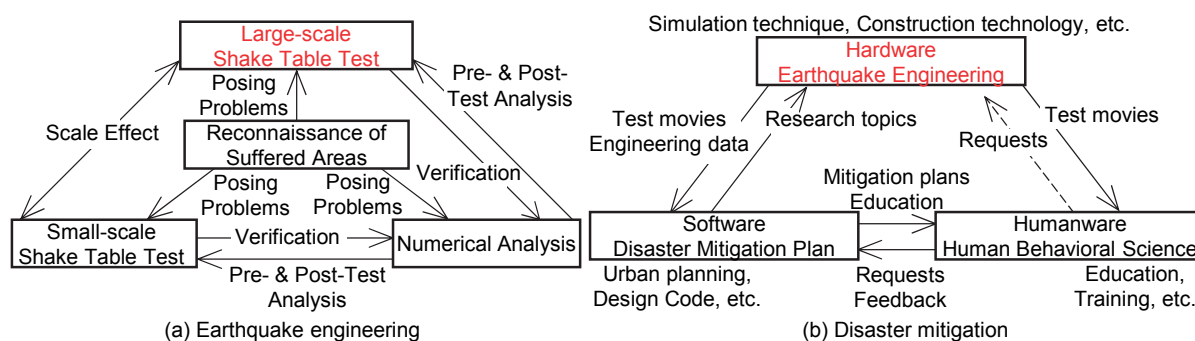 Large-scale
Shake Table Test
Posing
Problems
Pre- & Post-
Test Analysis
Scale Effect
Reconnaissance of
Suffered Areas
Verification
Posing
Problems
Posing
Problems
Small-scale
Shake Table Test
Verification
Numerical Analysis
Pre- & Post-Test
Analysis
(a) Earthquake engineering
Simulation technique, Construction technology, etc.
Hardware
Earthquake Engineering
Test movies
Engineering data
Research topics
Requests
Test movies
Mitigation plans
Education
Software
Disaster Mitigation Plan
Humanware
Human Behavioral Science
Urban planning,
Design Code, etc.
Requests
Feedback
Education,
Training, etc.
(b) Disaster mitigation